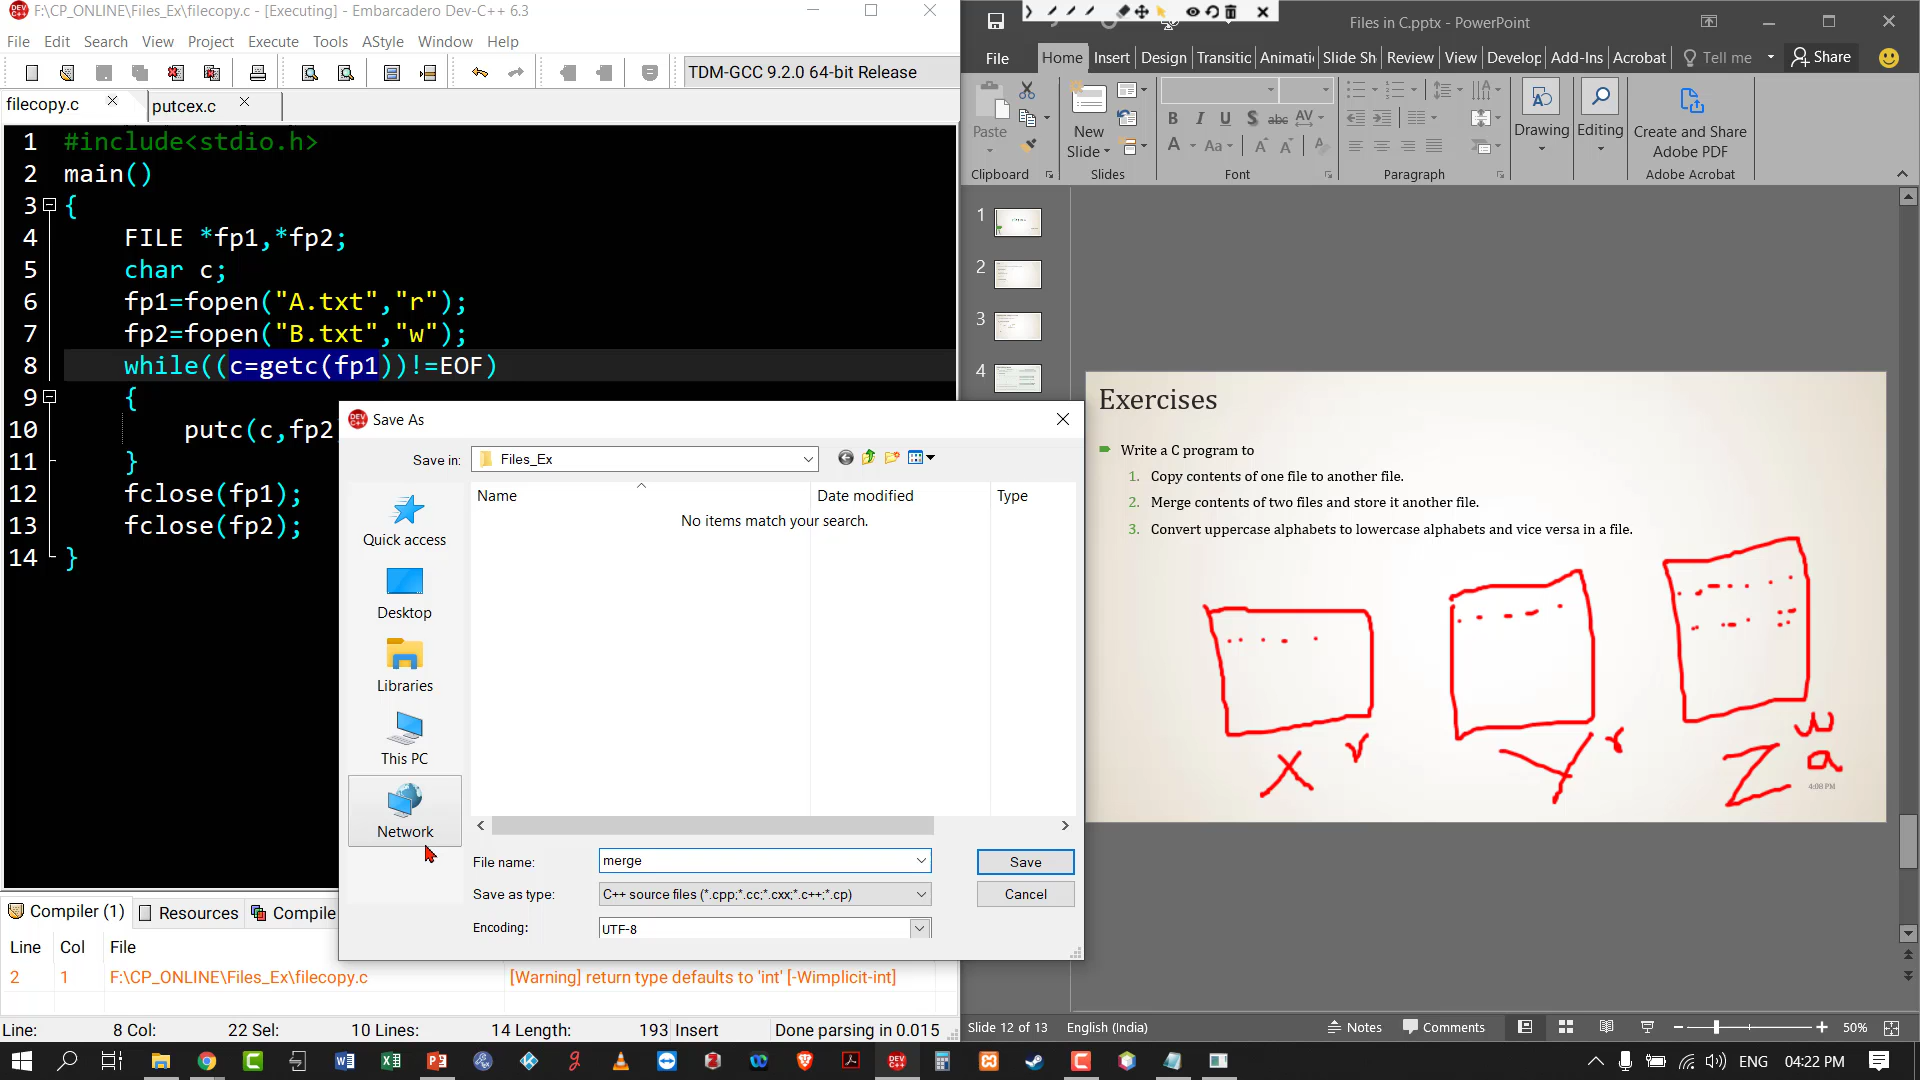 F:\CP_ONLINE\Files_Ex\filecopy.c - [Executing] - Embarcadero Dev-C++ 6.3
File Edit Search View Project Execute Tools AStyle Window Help
TDM-GCC 9.2.0 64-bit Release
filecopy.c putcex.c
1 #include<stdio.h>
2 main()
3 {
4 FILE *fp1,*fp2;
5 char c;
6 fp1=fopen("A.txt","r");
7 fp2=fopen("B.txt","w");
8 while((c=getc(fp1))!=EOF)
9 {
10 putc(c,fp2
11 }
12 fclose(fp1);
13 fclose(fp2);
14 }
Save As
Save in: Files_Ex
Name Date modified Type
No items match your search.
Quick access
Desktop
Libraries
This PC
Network
File name: merge Save
Save as type: C++ source files (*.cpp;*.cc;*.cxx;*.c++;*.cp) Cancel
Encoding: UTF-8
Compiler (1) Resources Compile
Line Col File
2 1 F:\CP_ONLINE\Files_Ex\filecopy.c [Warning] return type defaults to 'int' [-Wimplicit-int]
Line: 8 Col: 22 Sel: 10 Lines: 14 Length: 193 Insert Done parsing in 0.015
Files in C.pptx - PowerPoint
File Home Insert Design Transitic Animati Slide Sh Review View Develop Add-Ins Acrobat Tell me Share
Paste
New Slide
Drawing
Editing
Create and Share Adobe PDF
Clipboard Slides Font Paragraph Adobe Acrobat
1
2
3
4
Exercises
Write a C program to
1. Copy contents of one file to another file.
2. Merge contents of two files and store it another file.
3. Convert uppercase alphabets to lowercase alphabets and vice versa in a file.
X r Y r Z w a
4:08 PM
Slide 12 of 13 English (India) Notes Comments 50%
ENG 04:22 PM